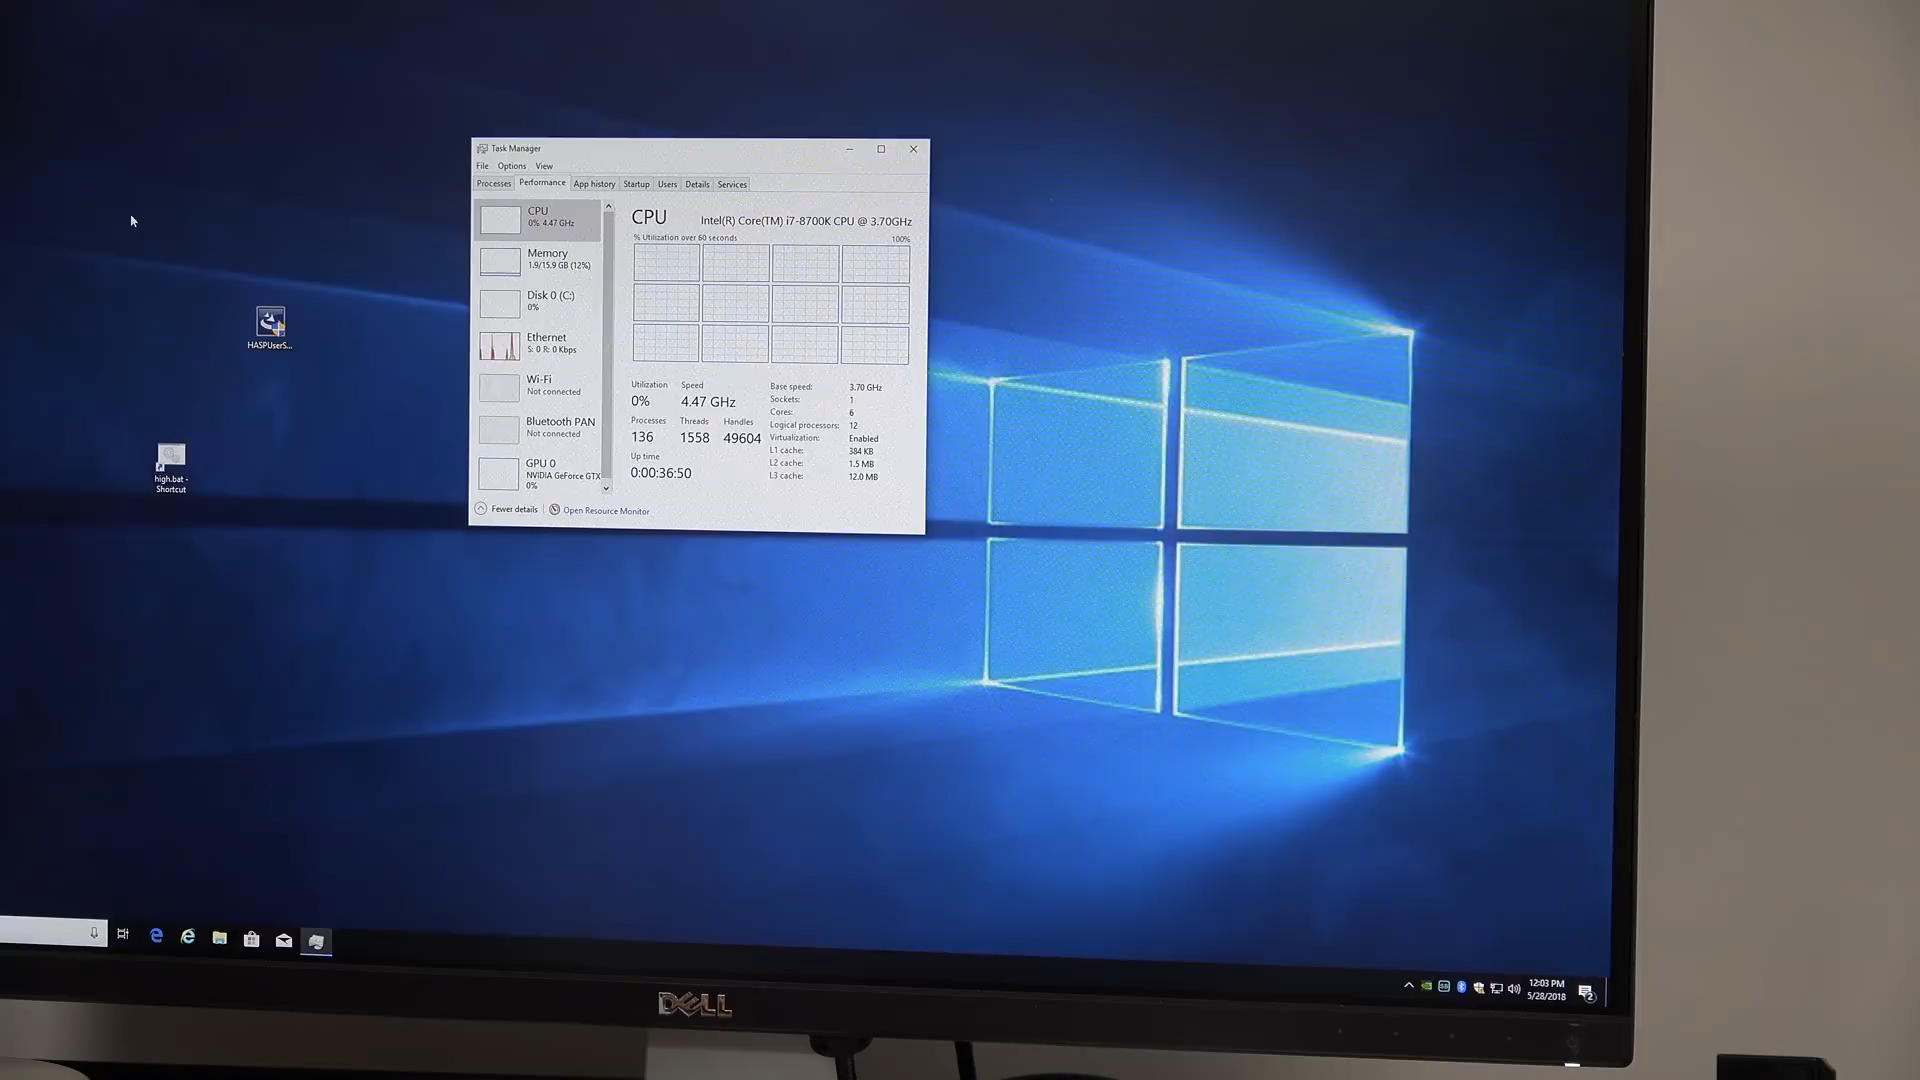 Task Manager
File Options View
Processes Performance App history Startup Users Details Services
CPU
0% 4.47 GHz
Memory
1.9/15.9 GB (12%)
Disk 0 (C:)
0%
Ethernet
S: 0 R: 0 Kbps
Wi-Fi
Not connected
Bluetooth PAN
Not connected
GPU 0
NVIDIA GeForce GTX
0%
CPU Intel(R) Core(TM) i7-8700K CPU @ 3.70GHz
% Utilization over 60 seconds 100%
Utilization Speed
0% 4.47 GHz
Processes Threads Handles
136 1558 49604
Up time
0:00:36:50
Base speed: 3.70 GHz
Sockets: 1
Cores: 6
Logical processors: 12
Virtualization: Enabled
L1 cache: 384 KB
L2 cache: 1.5 MB
L3 cache: 12.0 MB
Fewer details Open Resource Monitor
HASPUserS...
high.bat -
Shortcut
12:03 PM
5/28/2018
2
DELL